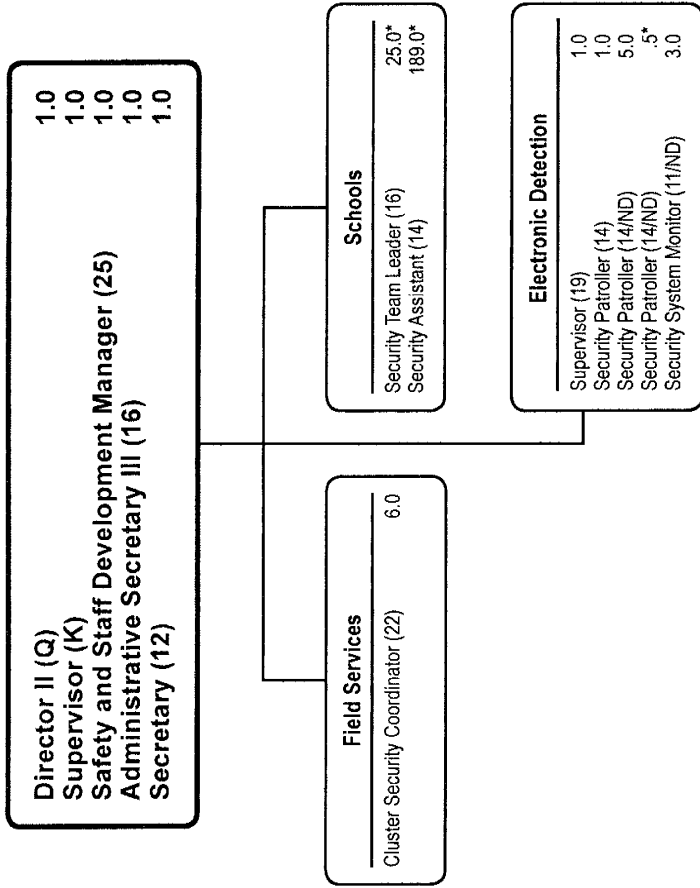 Director II (Q) 1.0
Supervisor (K) 1.0
Safety and Staff Development Manager (25) 1.0
Administrative Secretary III (16) 1.0
Secretary (12) 1.0
Field Services
Cluster Security Coordinator (22) 6.0
Schools
Security Team Leader (16) 25.0*
Security Assistant (14) 189.0*
Electronic Detection
Supervisor (19) 1.0
Security Patroller (14) 1.0
Security Patroller (14/ND) 5.0
Security Patroller (14/ND) .5*
Security System Monitor (11/ND) 3.0